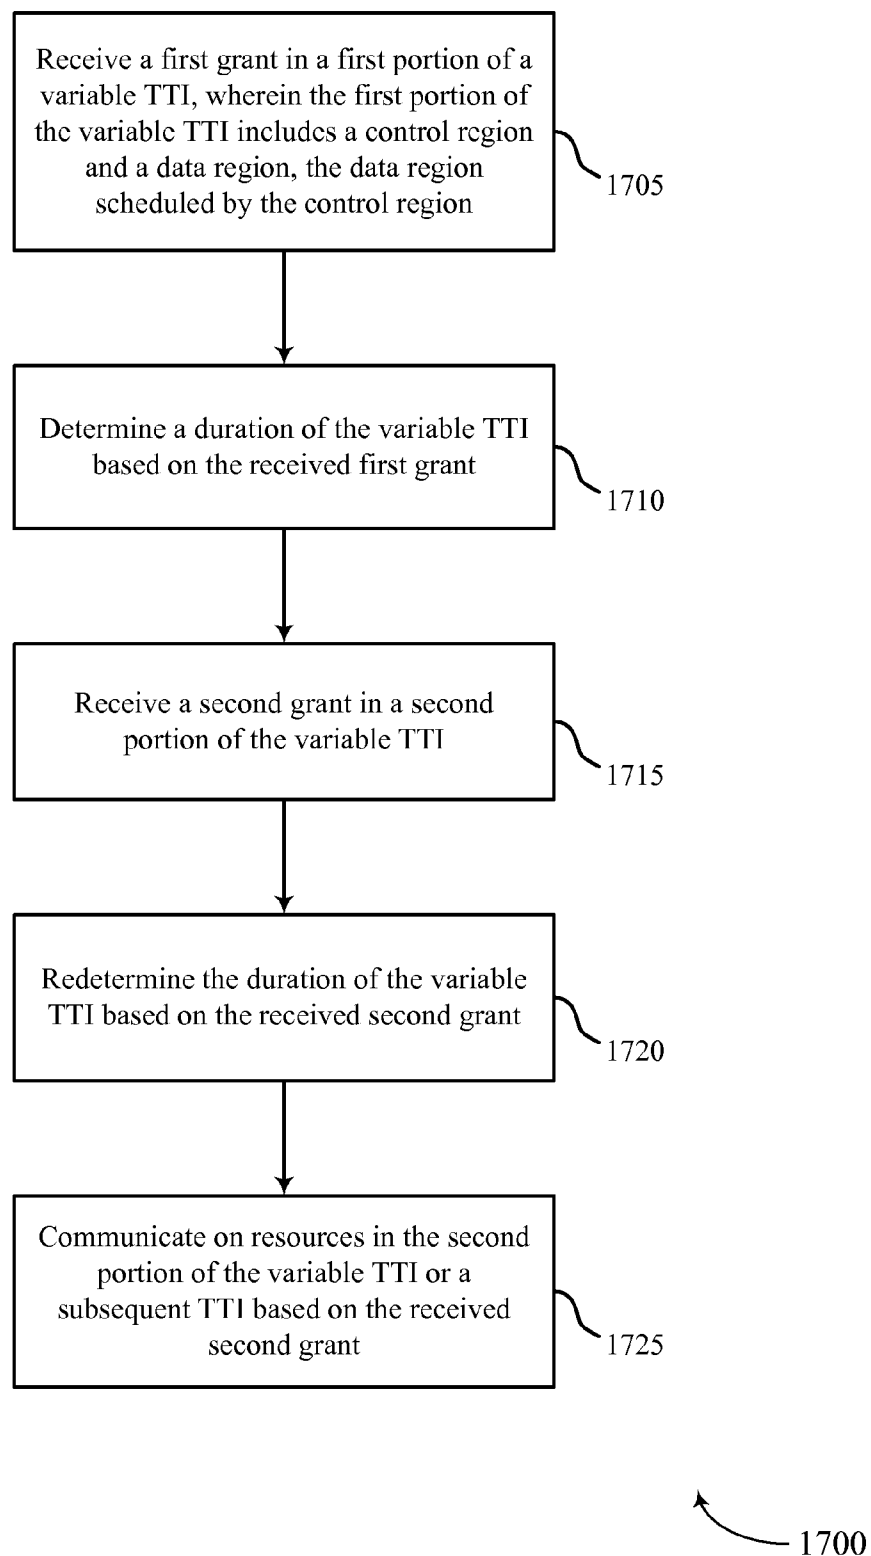 Receive a first grant in a first portion of a
variable TTI, wherein the first portion of
the variable TTI includes a control region
and a data region, the data region
scheduled by the control region
1705
Determine a duration of the variable TTI
based on the received first grant
1710
Receive a second grant in a second
portion of the variable TTI
1715
Redetermine the duration of the variable
TTI based on the received second grant
1720
Communicate on resources in the second
portion of the variable TTI or a
subsequent TTI based on the received
second grant
1725
1700